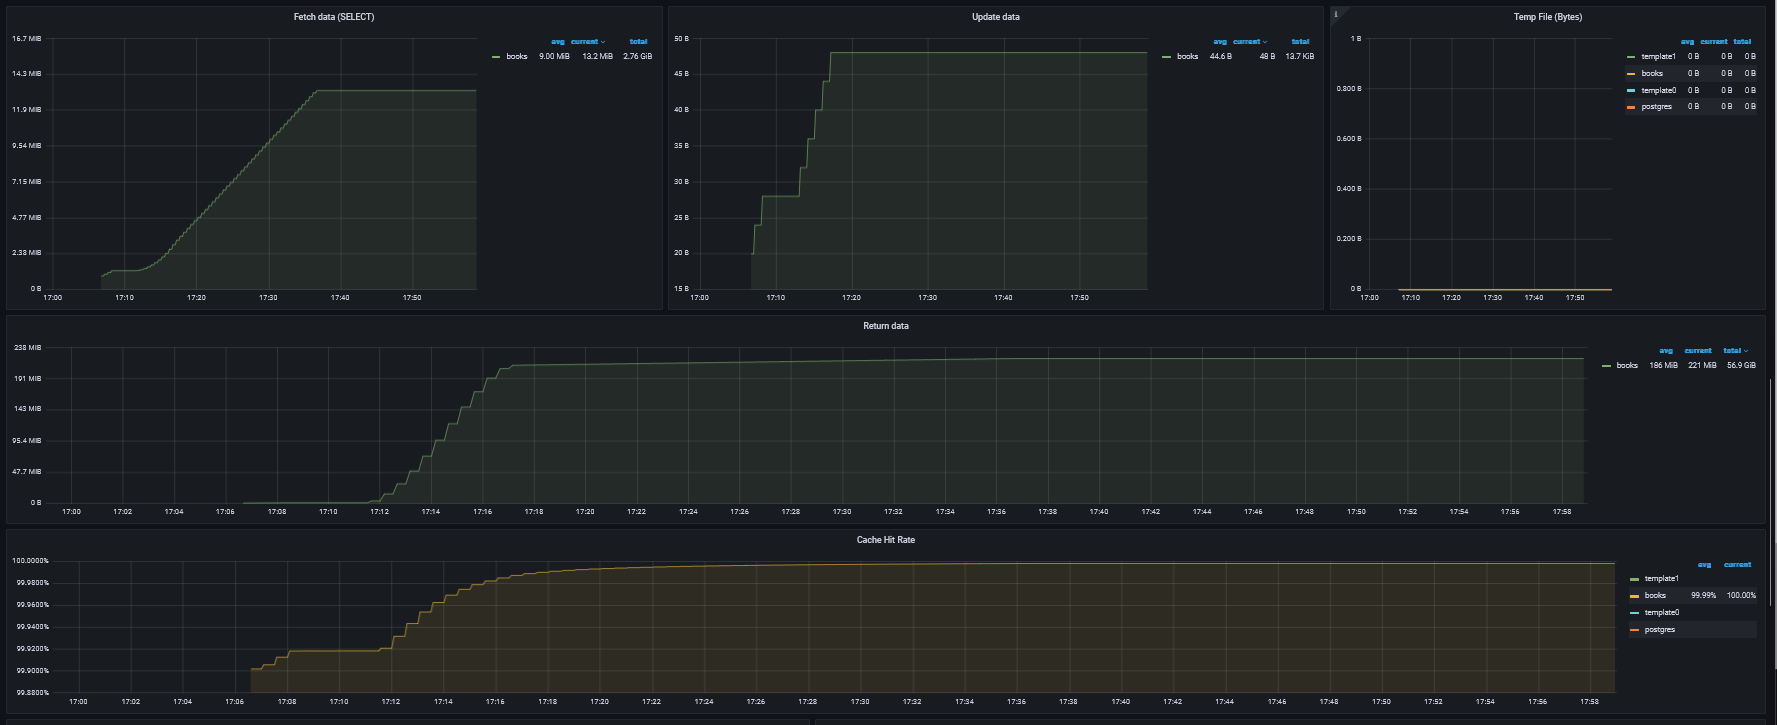 Fetch data (SELECT)
16.7 MiB
14.3 MiB
11.9 MiB
9.54 MiB
7.15 MiB
4.77 MiB
2.38 MiB
0 B
17:00 17:10 17:20 17:30 17:40 17:50
avg current total
books 9.00 MiB 13.2 MiB 2.76 GiB
Update data
50 B
45 B
40 B
35 B
30 B
25 B
20 B
15 B
17:00 17:10 17:20 17:30 17:40 17:50
avg current total
books 44.6 B 48 B 13.7 KiB
i
Temp File (Bytes)
1 B
0.800 B
0.600 B
0.400 B
0.200 B
0 B
17:00 17:10 17:20 17:30 17:40 17:50
avg current total
template1 0 B 0 B 0 B
books 0 B 0 B 0 B
template0 0 B 0 B 0 B
postgres 0 B 0 B 0 B
Return data
238 MiB
191 MiB
143 MiB
95.4 MiB
47.7 MiB
0 B
17:00 17:02 17:04 17:06 17:08 17:10 17:12 17:14 17:16 17:18 17:20 17:22 17:24 17:26 17:28 17:30 17:32 17:34 17:36 17:38 17:40 17:42 17:44 17:46 17:48 17:50 17:52 17:54 17:56 17:58
avg current total
books 186 MiB 221 MiB 56.9 GiB
Cache Hit Rate
100.0000%
99.9800%
99.9600%
99.9400%
99.9200%
99.9000%
99.8800%
17:00 17:02 17:04 17:06 17:08 17:10 17:12 17:14 17:16 17:18 17:20 17:22 17:24 17:26 17:28 17:30 17:32 17:34 17:36 17:38 17:40 17:42 17:44 17:46 17:48 17:50 17:52 17:54 17:56 17:58
avg current
template1
books 99.99% 100.00%
template0
postgres